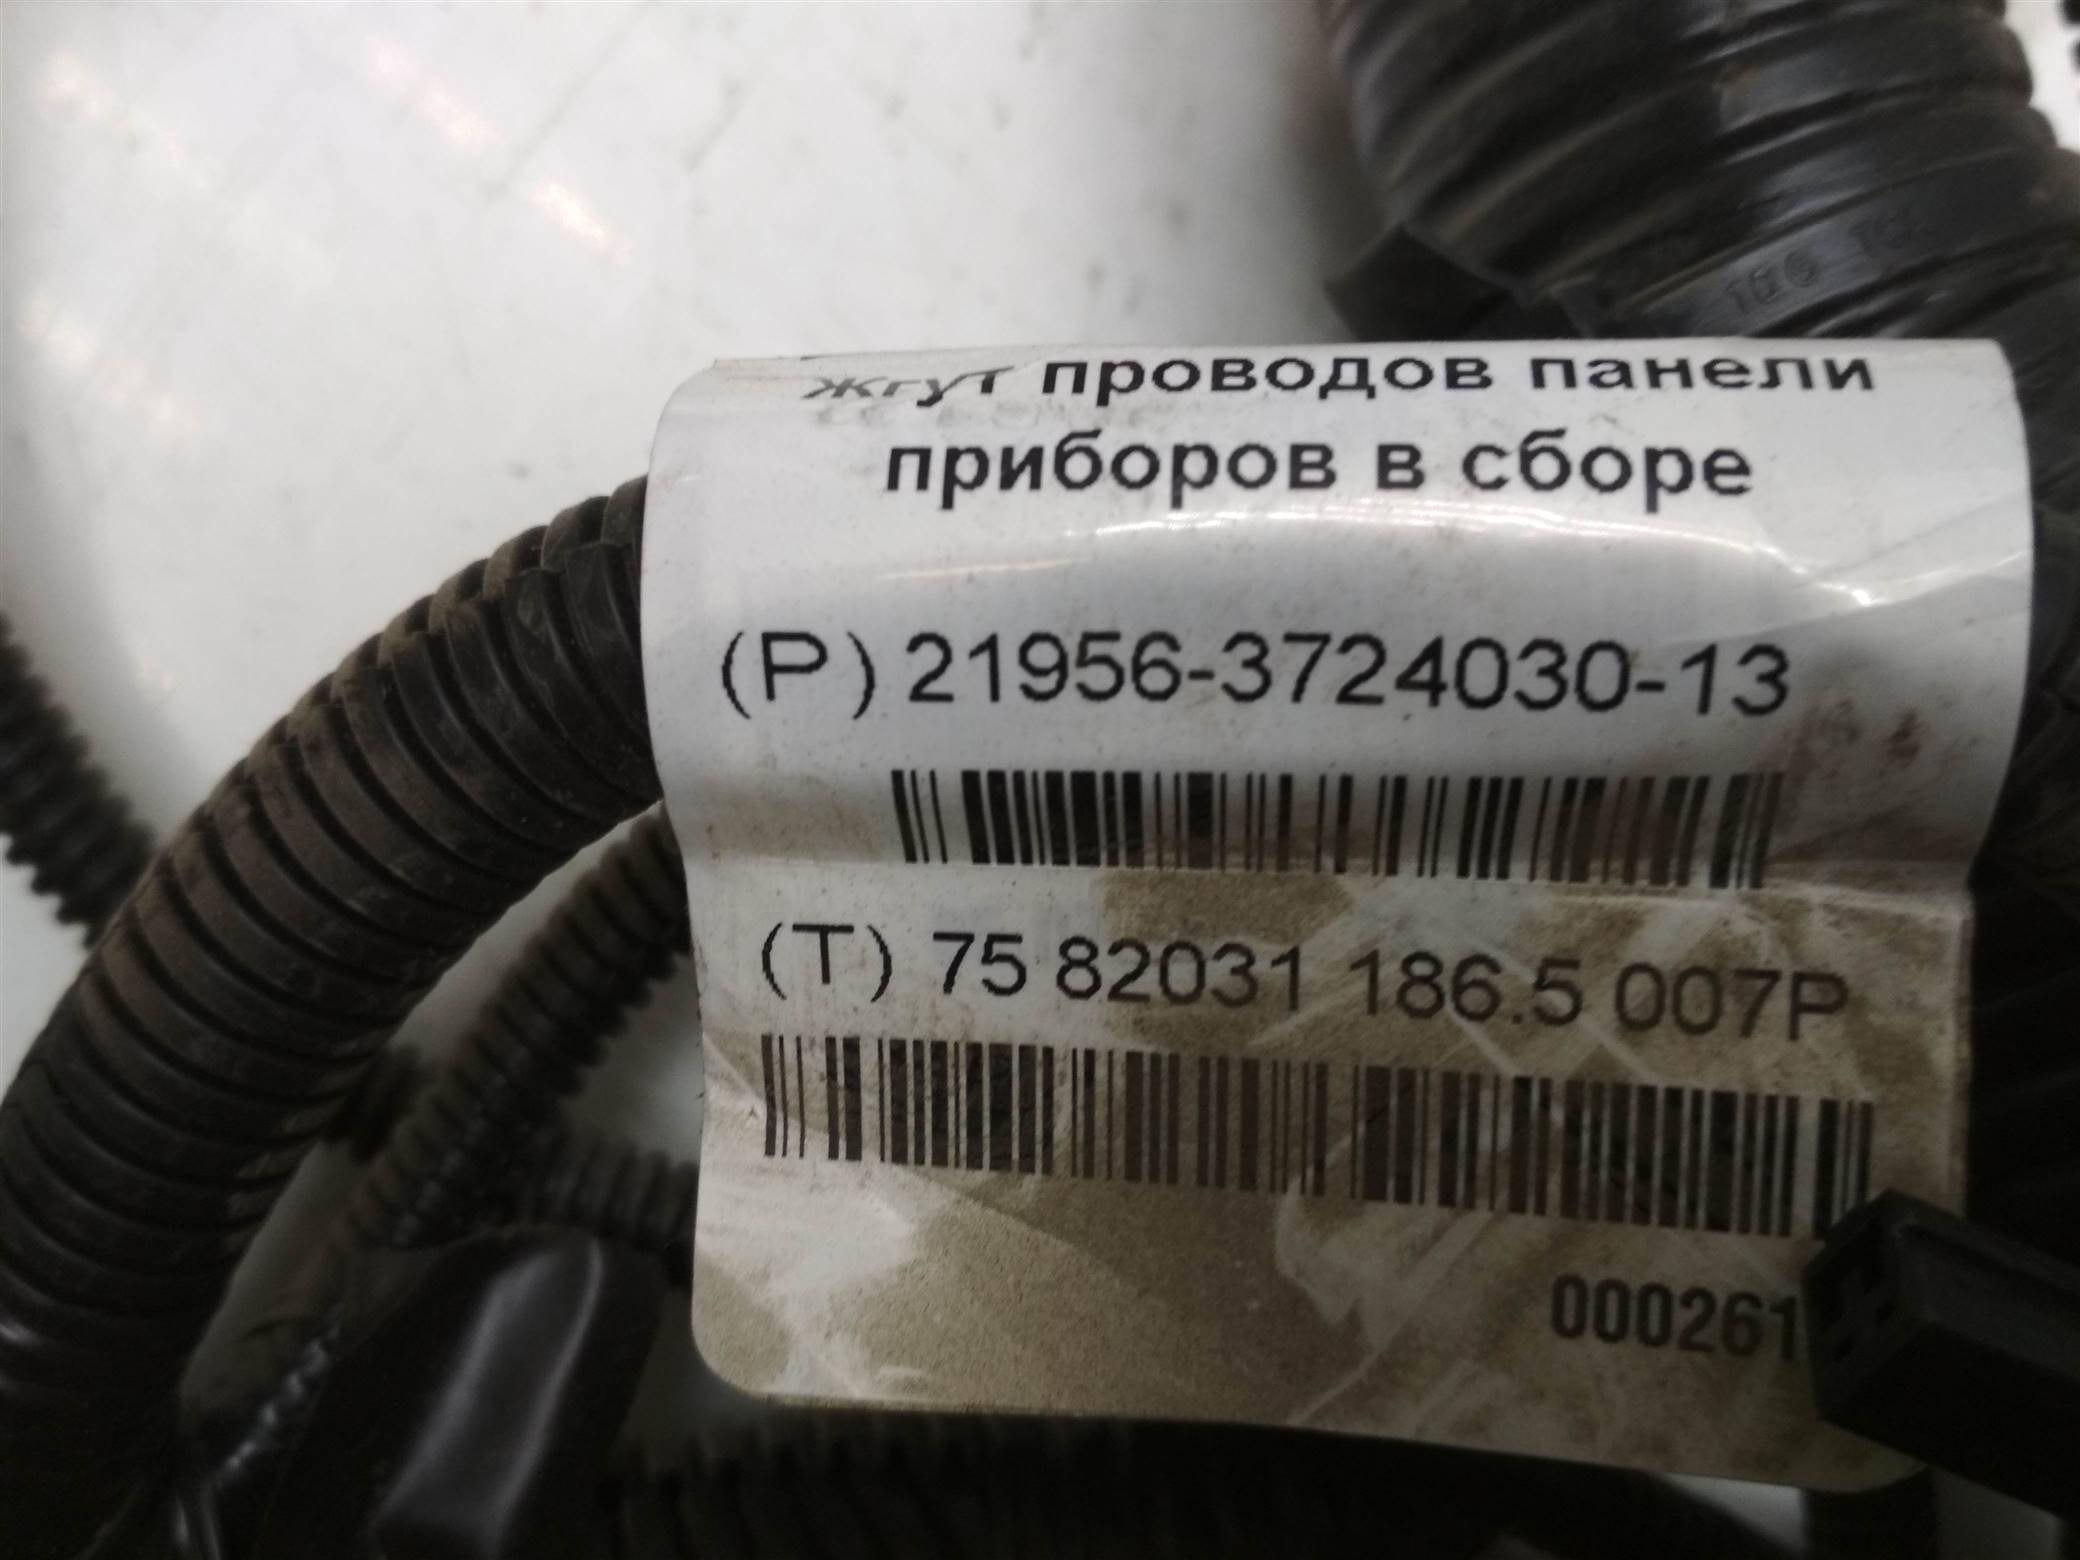 жгут проводов панели
приборов в сборе
(P) 21956-3724030-13
(T) 75 82031 186.5 007P
000261